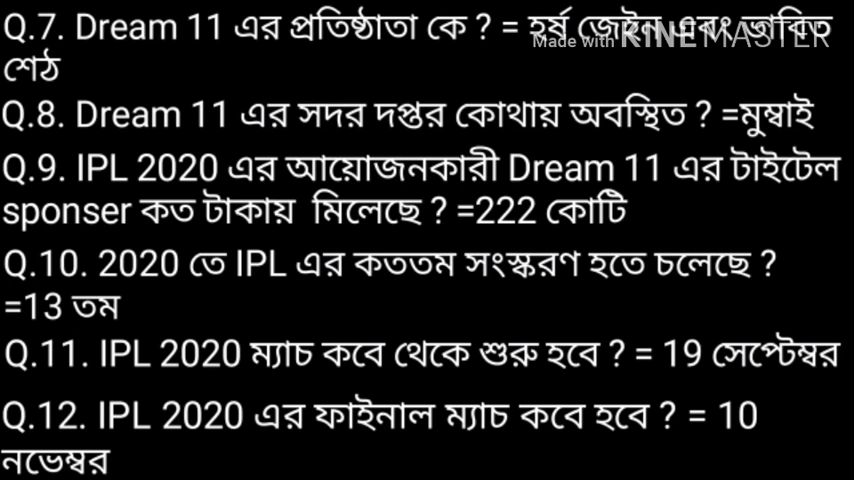 Q.7. Dream 11 এর প্রতিষ্ঠাতা কে ? = হর্ষ জেইন এবং ভাবিত
Made with KINEMASTER
শেঠ
Q.8. Dream 11 এর সদর দপ্তর কোথায় অবস্থিত ? =মুম্বাই
Q.9. IPL 2020 এর আয়োজনকারী Dream 11 এর টাইটেল
sponser কত টাকায় মিলেছে ? =222 কোটি
Q.10. 2020 তে IPL এর কততম সংস্করণ হতে চলেছে ?
=13 তম
Q.11. IPL 2020 ম্যাচ কবে থেকে শুরু হবে ? = 19 সেপ্টেম্বর
Q.12. IPL 2020 এর ফাইনাল ম্যাচ কবে হবে ? = 10
নভেম্বর